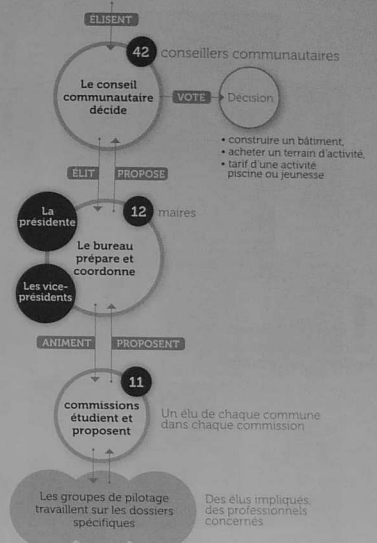 ÉLISENT
42 conseillers communautaires
Le conseil
communautaire
décide
VOTE
Décision
• construire un bâtiment,
• acheter un terrain d'activité,
• tarif d'une activité
piscine ou jeunesse
ÉLIT
PROPOSE
La
présidente
12 maires
Le bureau
prépare et
coordonne
Les vice-
présidents
ANIMENT
PROPOSENT
11
commissions
étudient et
proposent
Un élu de chaque commune
dans chaque commission
Les groupes de pilotage
travaillent sur les dossiers
spécifiques
Des élus impliqués,
des professionnels
concernés